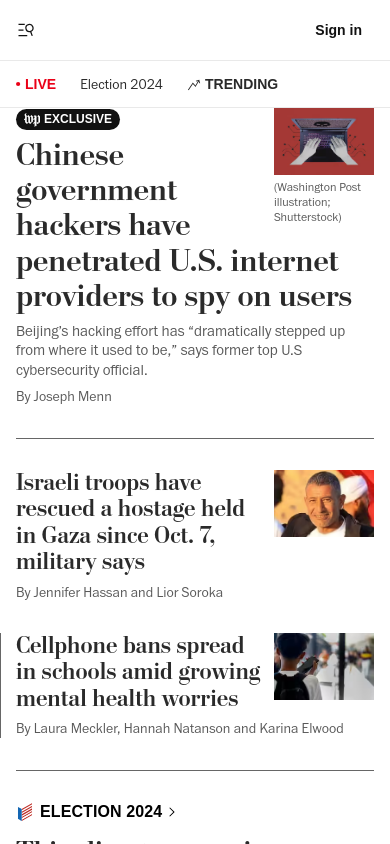 Sign in
LIVE
Election 2024
TRENDING
wp EXCLUSIVE
Chinese
government
hackers have
penetrated U.S. internet
providers to spy on users
(Washington Post
illustration;
Shutterstock)
Beijing's hacking effort has “dramatically stepped up
from where it used to be,” says former top U.S
cybersecurity official.
By Joseph Menn
Israeli troops have
rescued a hostage held
in Gaza since Oct. 7,
military says
By Jennifer Hassan and Lior Soroka
Cellphone bans spread
in schools amid growing
mental health worries
By Laura Meckler, Hannah Natanson and Karina Elwood
ELECTION 2024